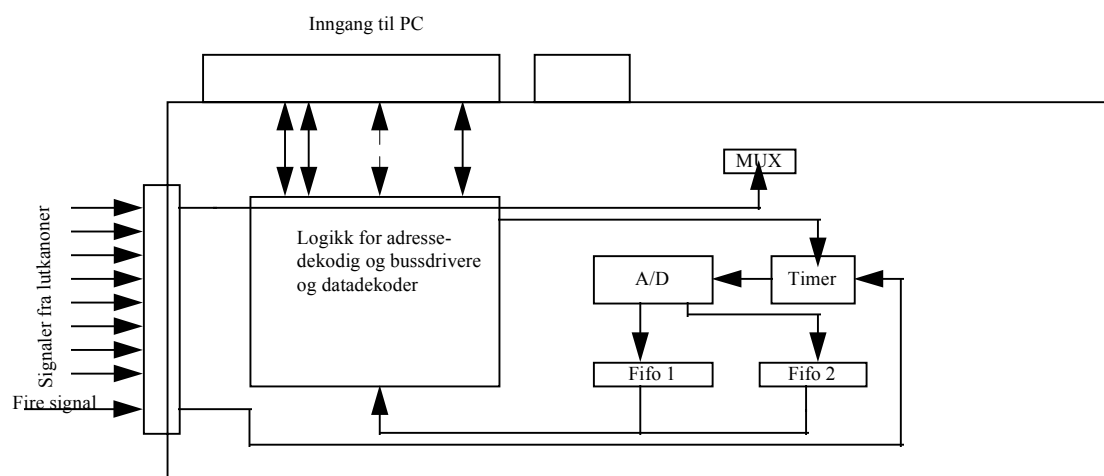 Inngang til PC
MUX
Signaler fra lutkanoner
Logikk for adresse-
dekodig og bussdrivere
og datadekoder
A/D
Timer
Fifo 1
Fifo 2
Fire signal